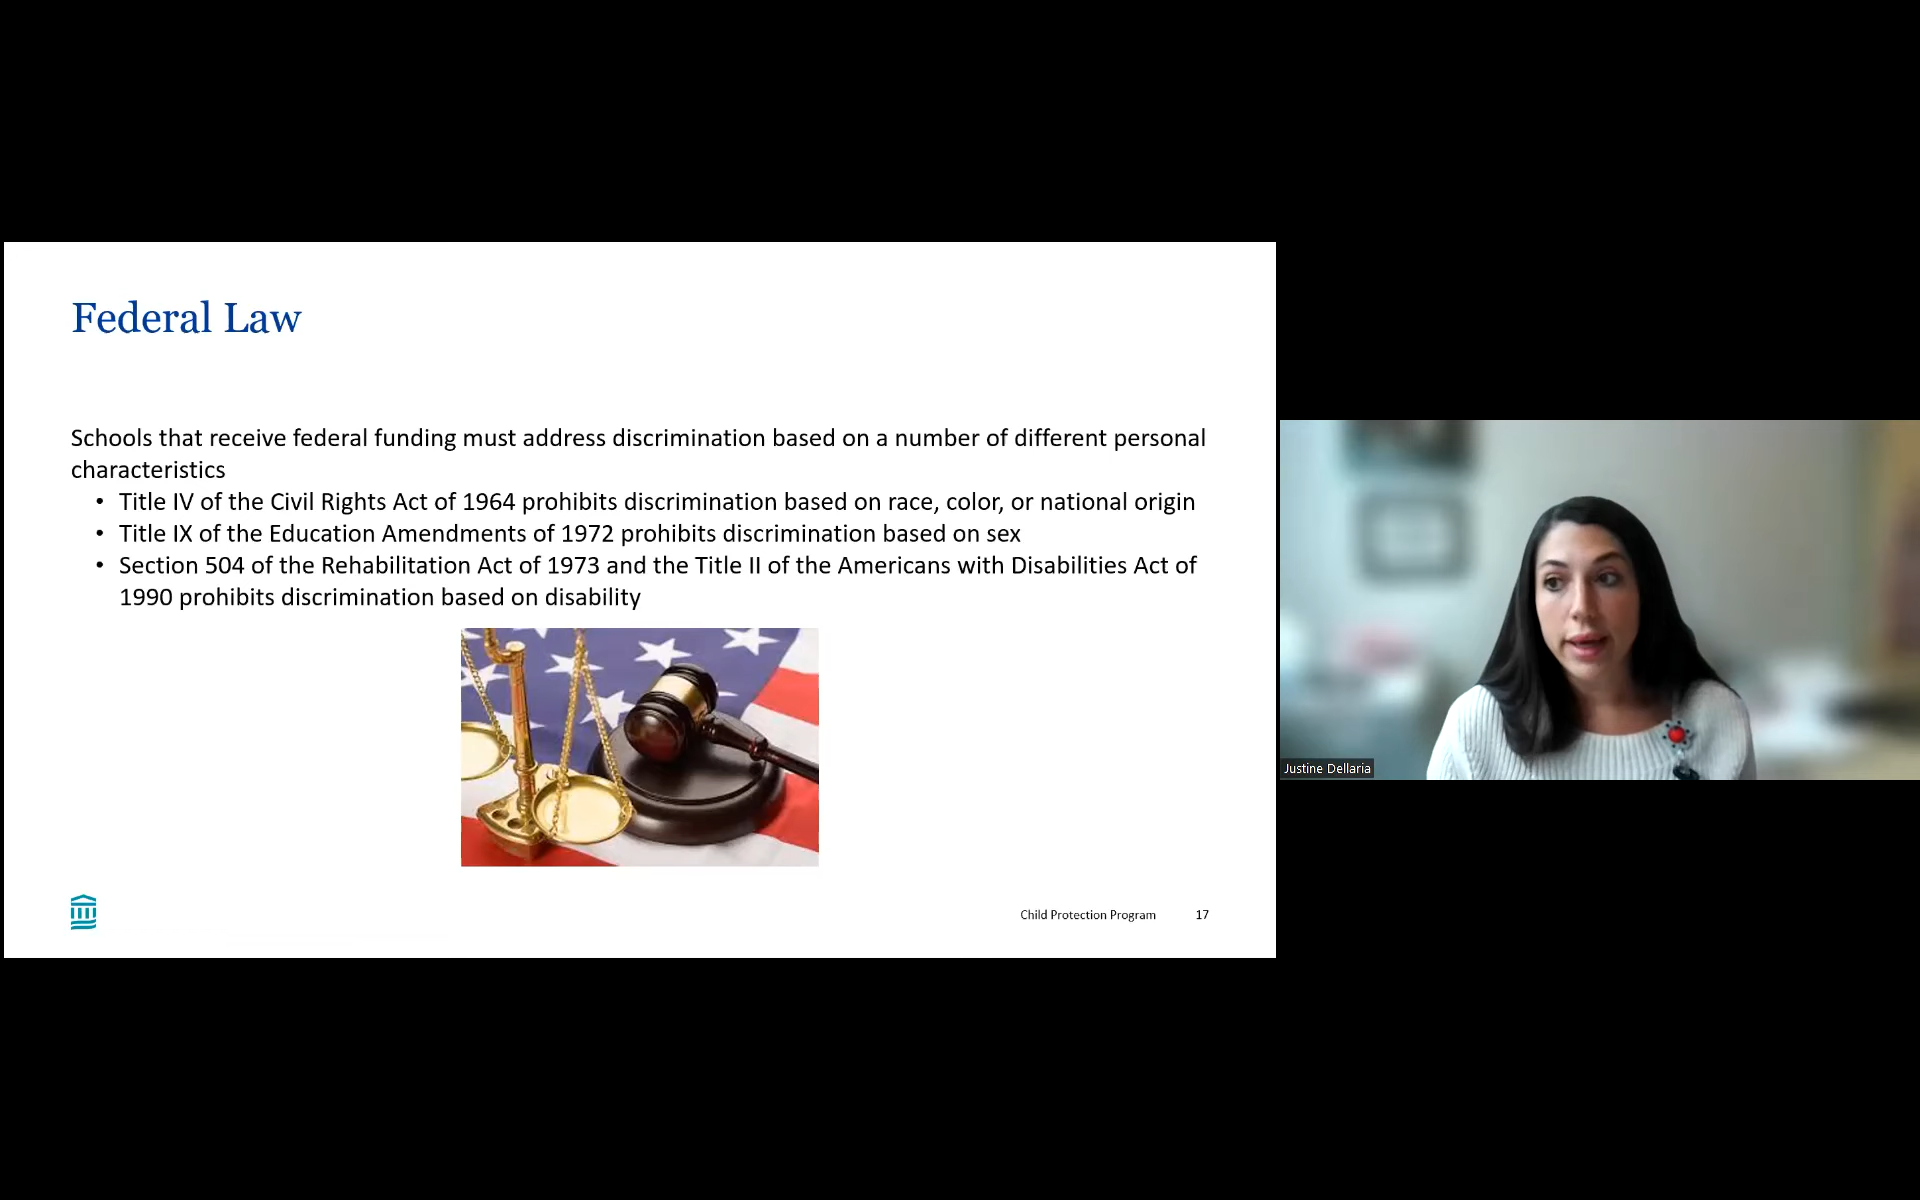 Federal Law
Schools that receive federal funding must address discrimination based on a number of different personal
characteristics
• Title IV of the Civil Rights Act of 1964 prohibits discrimination based on race, color, or national origin
• Title IX of the Education Amendments of 1972 prohibits discrimination based on sex
• Section 504 of the Rehabilitation Act of 1973 and the Title II of the Americans with Disabilities Act of
1990 prohibits discrimination based on disability
Child Protection Program 17
Justine Dellaria